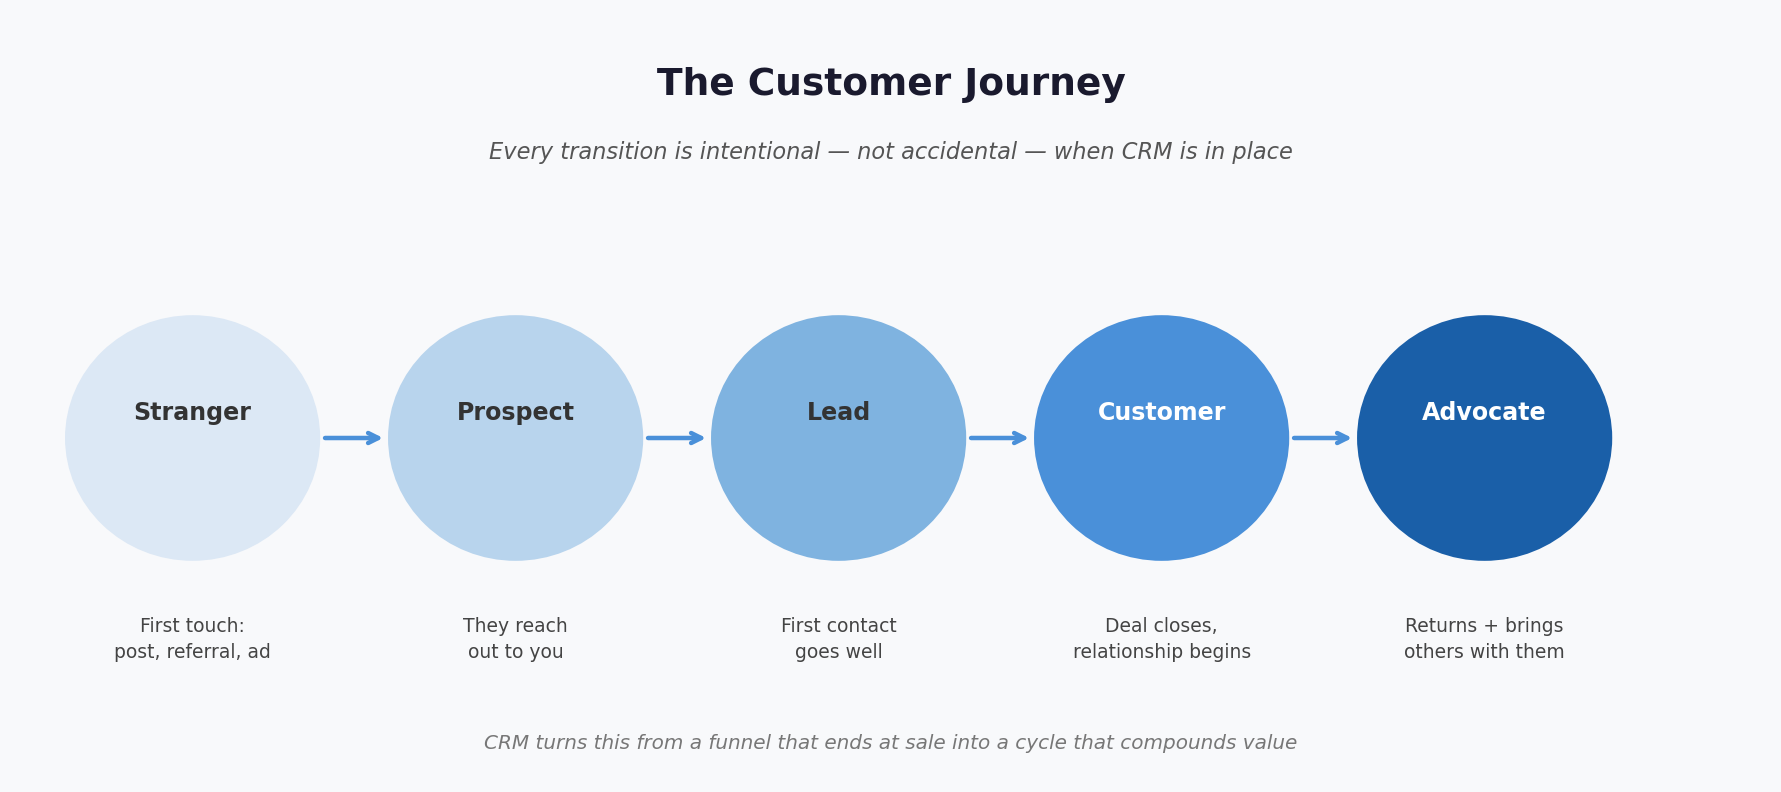 The Customer Journey
Every transition is intentional — not accidental — when CRM is in place
Stranger
Prospect
Lead
Customer
Advocate
First touch:
post, referral, ad
They reach
out to you
First contact
goes well
Deal closes,
relationship begins
Returns + brings
others with them
CRM turns this from a funnel that ends at sale into a cycle that compounds value